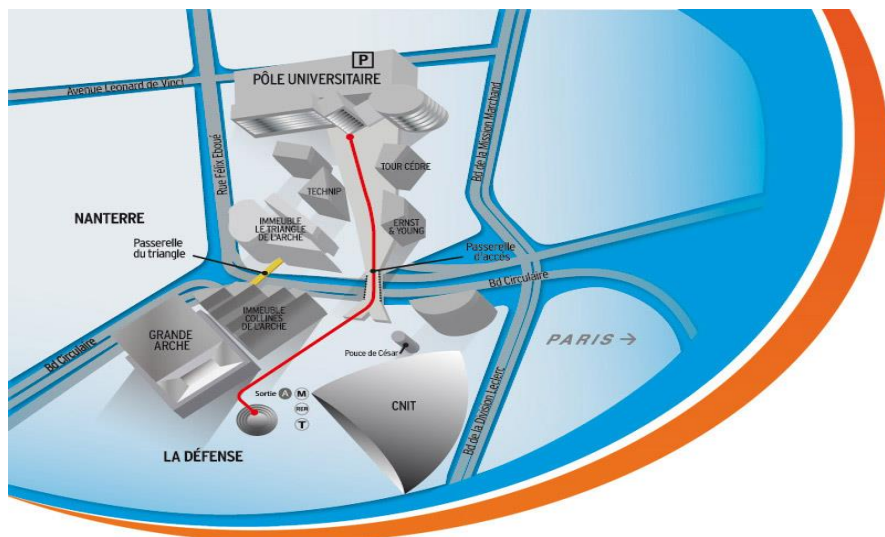 P
PÔLE UNIVERSITAIRE
Avenue Léonard de Vinci
Rue Félix Eboué
Bd de la Mission Marchand
TOUR CÈDRE
TECHNIP
NANTERRE
IMMEUBLE
LE TRIANGLE
DE L'ARCHE
ERNST
& YOUNG
Passerelle
du triangle
Passerelle
d'accés
Bd Circulaire
IMMEUBLE
COLLINES
DE L'ARCHE
GRANDE
ARCHE
Bd Circulaire
Pouce de César
PARIS →
Sortie A M
RER
T
CNIT
Bd de la Division Leclerc
LA DÉFENSE